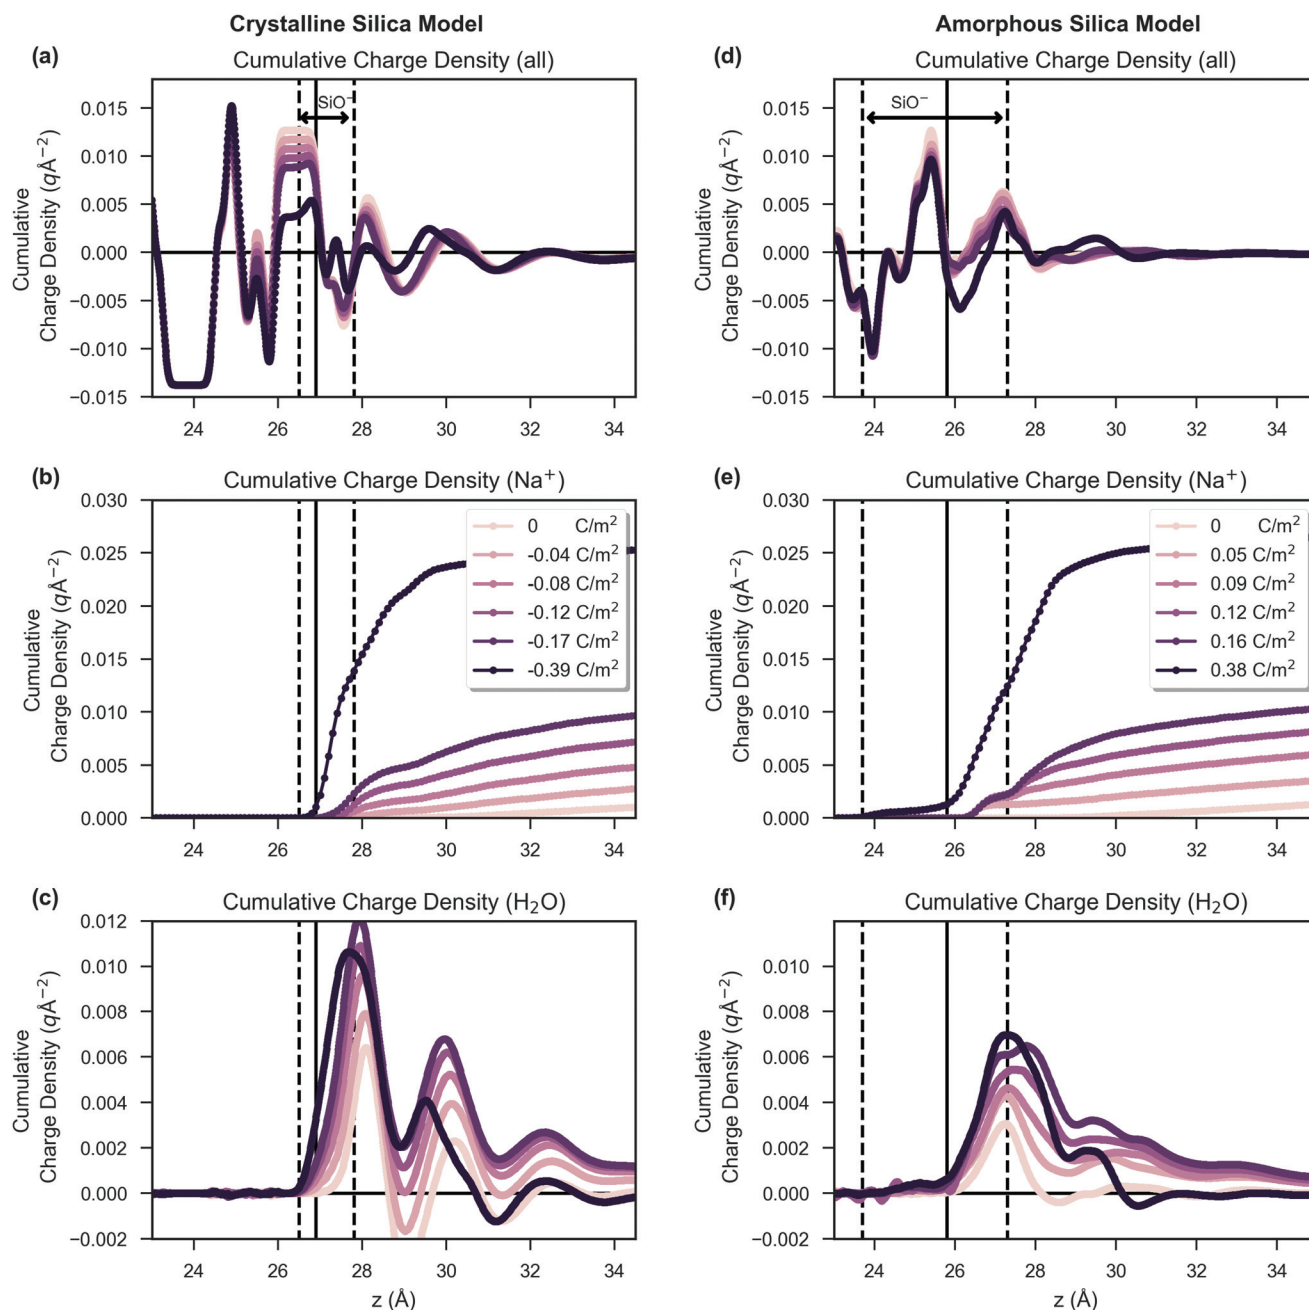 Crystalline Silica Model
(a)
Cumulative Charge Density (all)
SiO⁻
0.015
0.010
0.005
0.000
−0.005
−0.010
−0.015
Cumulative
Charge Density (qÅ⁻²)
24 26 28 30 32 34
(b)
Cumulative Charge Density (Na⁺)
0.030
0.025
0.020
0.015
0.010
0.005
0.000
Cumulative
Charge Density (qÅ⁻²)
0 C/m²
-0.04 C/m²
-0.08 C/m²
-0.12 C/m²
-0.17 C/m²
-0.39 C/m²
24 26 28 30 32 34
(c)
Cumulative Charge Density (H₂O)
0.012
0.010
0.008
0.006
0.004
0.002
0.000
−0.002
Cumulative
Charge Density (qÅ⁻²)
24 26 28 30 32 34
z (Å)
Amorphous Silica Model
(d)
Cumulative Charge Density (all)
SiO⁻
0.015
0.010
0.005
0.000
−0.005
−0.010
−0.015
Cumulative
Charge Density (qÅ⁻²)
24 26 28 30 32 34
(e)
Cumulative Charge Density (Na⁺)
0.030
0.025
0.020
0.015
0.010
0.005
0.000
Cumulative
Charge Density (qÅ⁻²)
0 C/m²
0.05 C/m²
0.09 C/m²
0.12 C/m²
0.16 C/m²
0.38 C/m²
24 26 28 30 32 34
(f)
Cumulative Charge Density (H₂O)
0.010
0.008
0.006
0.004
0.002
0.000
−0.002
Cumulative
Charge Density (qÅ⁻²)
24 26 28 30 32 34
z (Å)